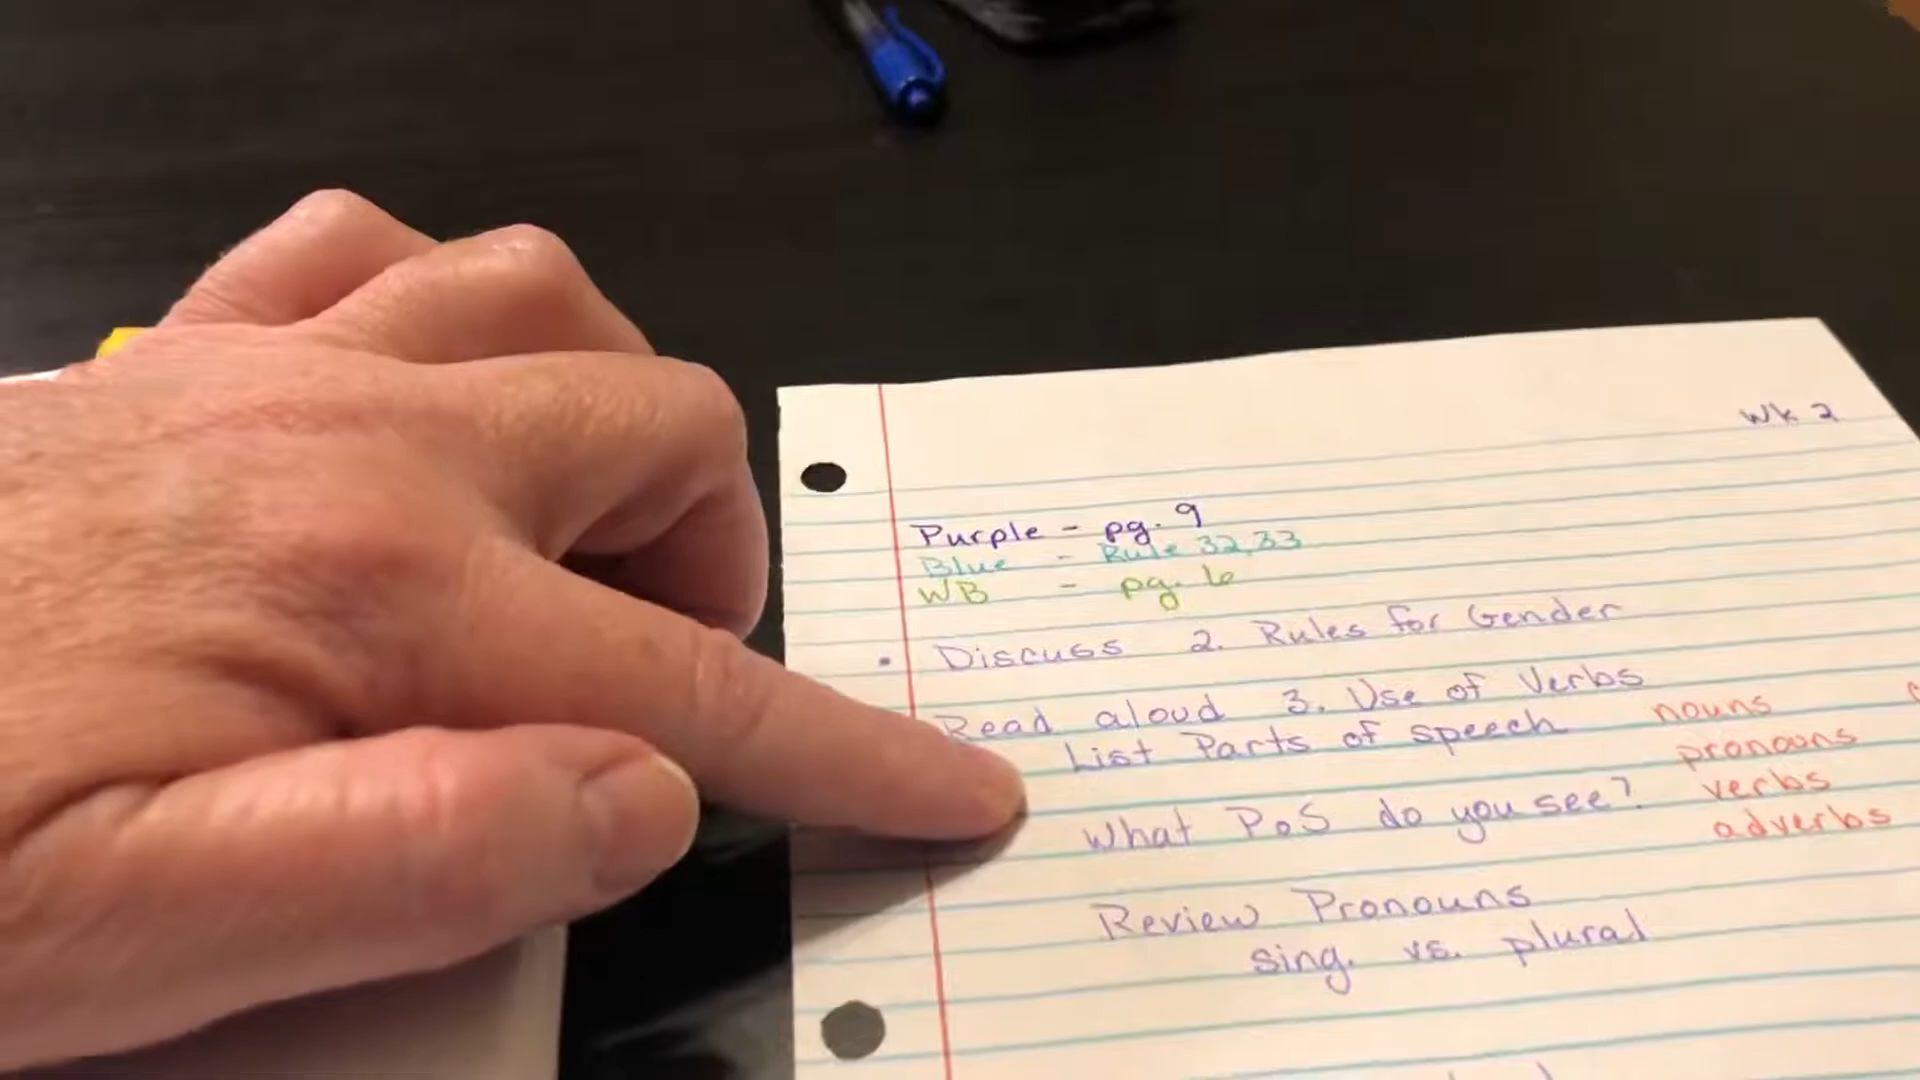 Wk 2
Purple - pg. 9
Blue - Rule 32,33
WB - pg. 6
• Discuss 2. Rules for Gender
Read aloud 3. Use of Verbs
List Parts of speech nouns
pronouns
What PoS do you see? verbs
adverbs
Review Pronouns
sing. vs. plural